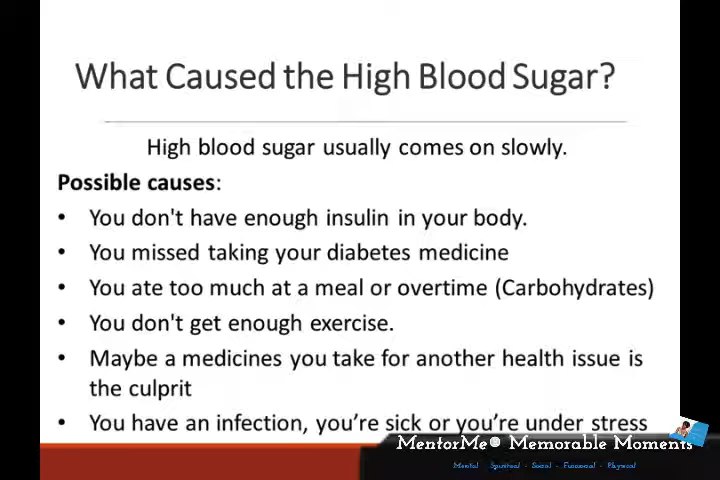 What Caused the High Blood Sugar?
High blood sugar usually comes on slowly.
Possible causes:
• You don't have enough insulin in your body.
• You missed taking your diabetes medicine
• You ate too much at a meal or overtime (Carbohydrates)
• You don't get enough exercise.
• Maybe a medicines you take for another health issue is
the culprit
• You have an infection, you’re sick or you’re under stress
MentorMe® Memorable Moments
Mental - Spiritual - Social - Financial - Physical